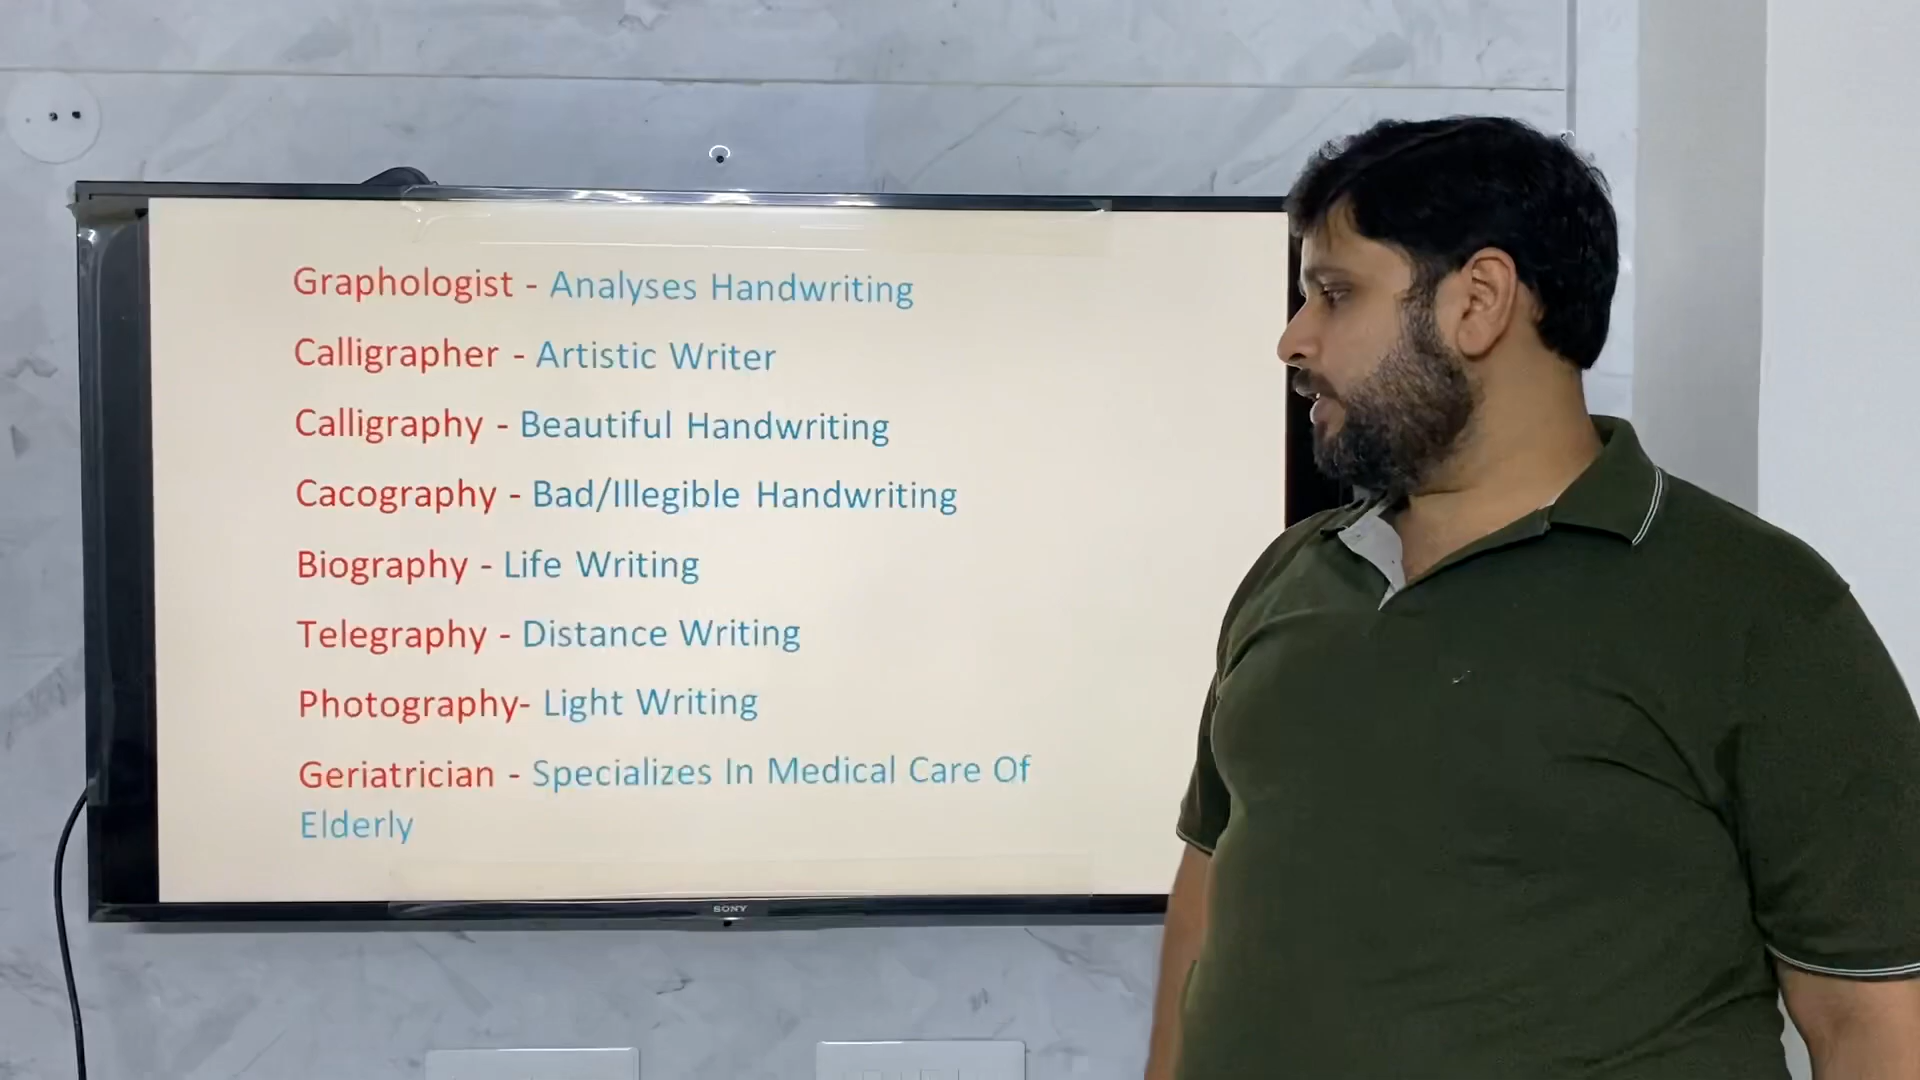 Graphologist - Analyses Handwriting
Calligrapher - Artistic Writer
Calligraphy - Beautiful Handwriting
Cacography - Bad/Illegible Handwriting
Biography - Life Writing
Telegraphy - Distance Writing
Photography- Light Writing
Geriatrician - Specializes In Medical Care Of
Elderly
SONY